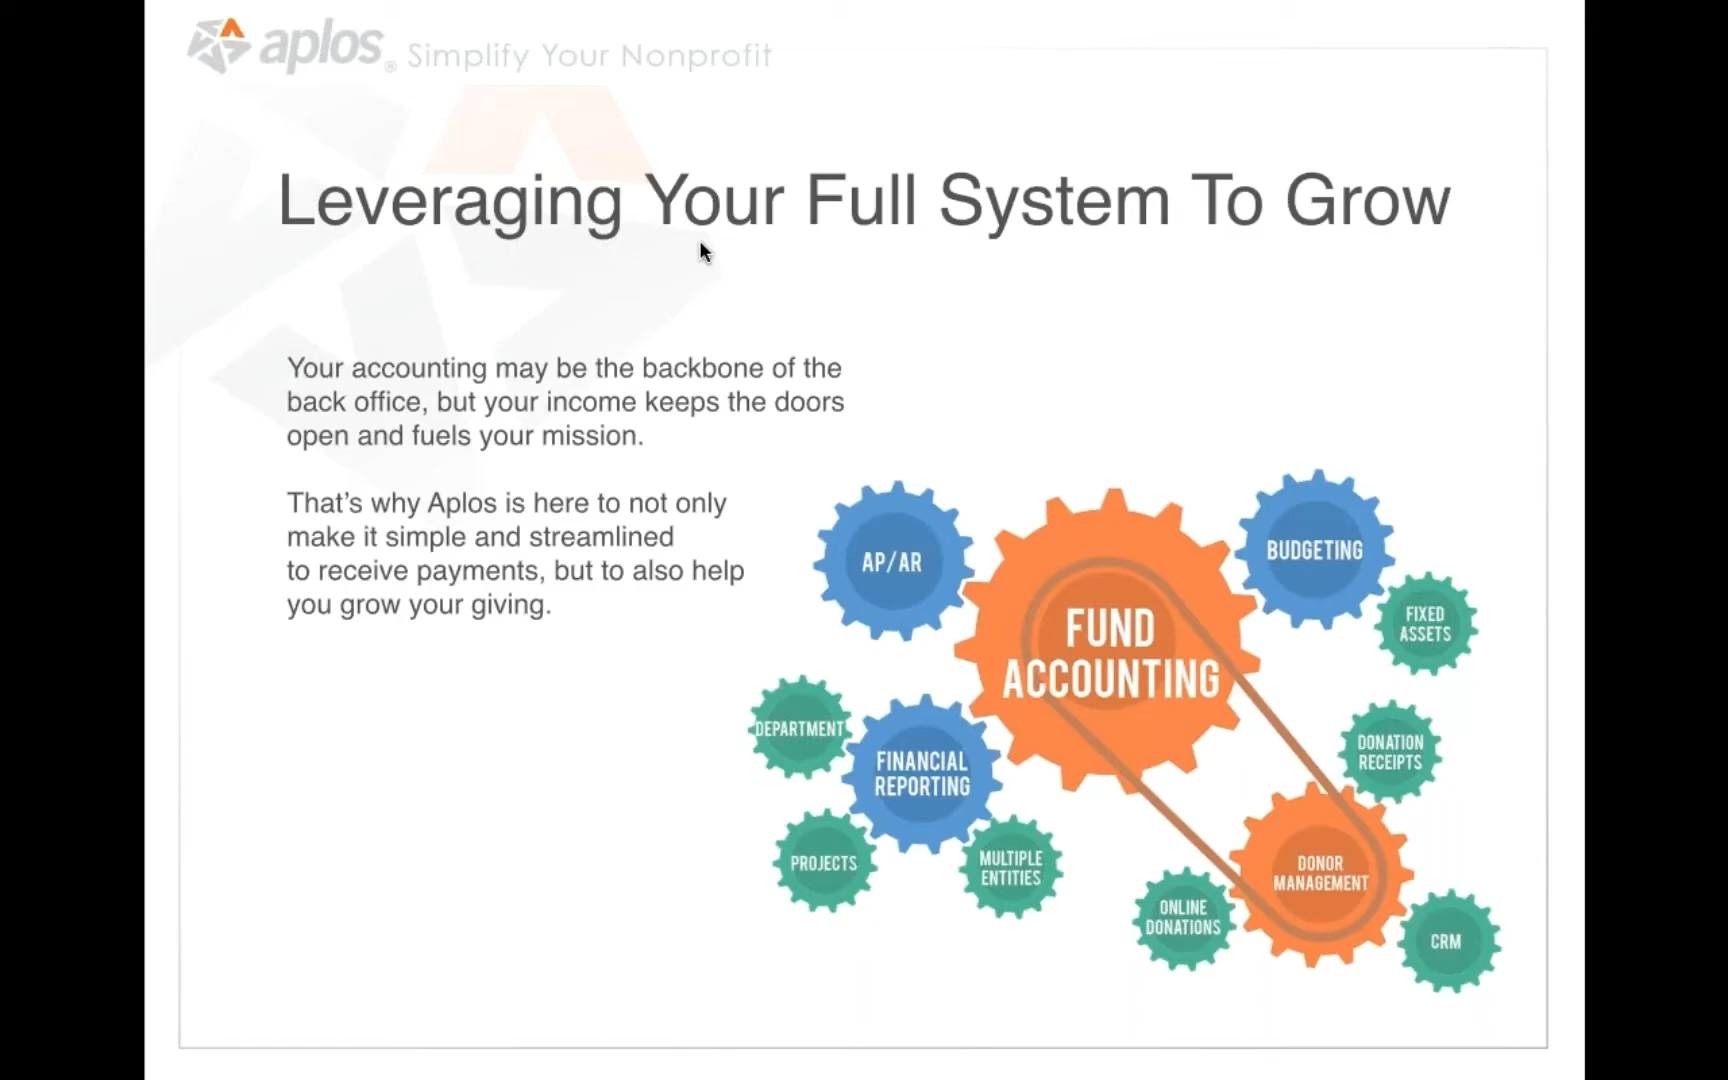 aplos® Simplify Your Nonprofit
Leveraging Your Full System To Grow
Your accounting may be the backbone of the
back office, but your income keeps the doors
open and fuels your mission.
That’s why Aplos is here to not only
make it simple and streamlined
to receive payments, but to also help
you grow your giving.
AP/AR
FUND
ACCOUNTING
BUDGETING
FIXED
ASSETS
DEPARTMENT
FINANCIAL
REPORTING
DONATION
RECEIPTS
PROJECTS
MULTIPLE
ENTITIES
ONLINE
DONATIONS
DONOR
MANAGEMENT
CRM